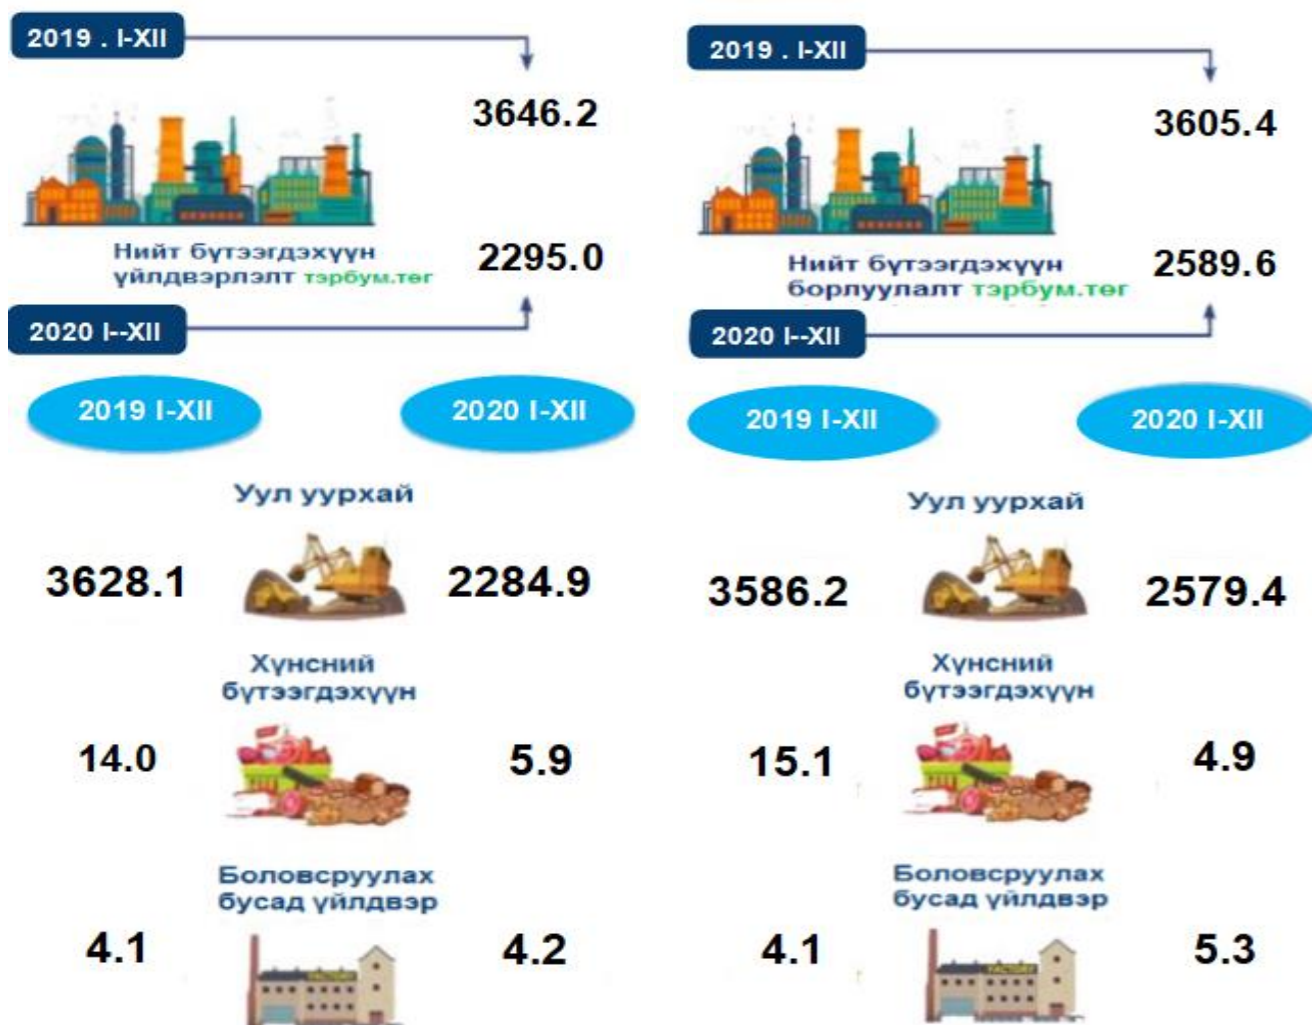 2019 . I-XII
3646.2
Нийт бүтээгдэхүүн
үйлдвэрлэлт тэрбум.төг
2295.0
2020 I--XII
2019 I-XII
2020 I-XII
Уул уурхай
3628.1
2284.9
Хүнсний
бүтээгдэхүүн
14.0
5.9
Боловсруулах
бусад үйлдвэр
4.1
4.2
FACTORY
2019 . I-XII
3605.4
Нийт бүтээгдэхүүн
борлуулалт тэрбум.төг
2589.6
2020 I--XII
2019 I-XII
2020 I-XII
Уул уурхай
3586.2
2579.4
Хүнсний
бүтээгдэхүүн
15.1
4.9
Боловсруулах
бусад үйлдвэр
4.1
5.3
FACTORY